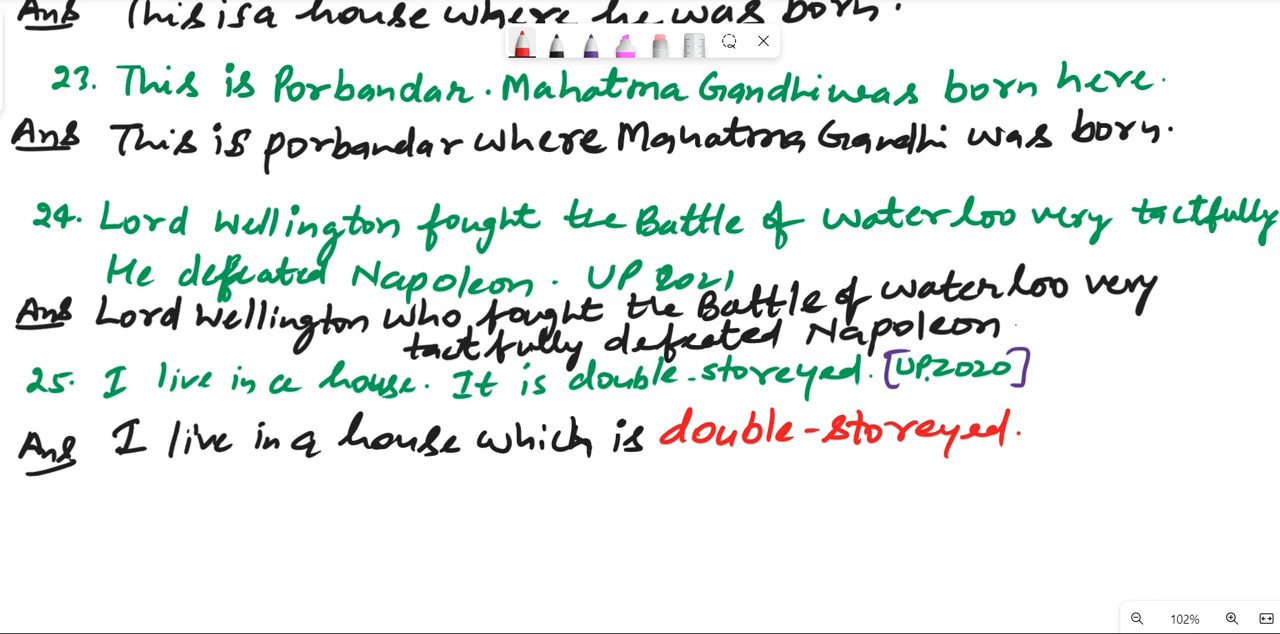 Ans This is a house where he was born.
23. This is Porbandar. Mahatma Gandhi was born here.
Ans This is porbandar where Mahatma Gandhi was born.
24. Lord Wellington fought the Battle of Waterloo very tactfully
He defeated Napoleon. UP 2021
Ans Lord Wellington who fought the Battle of waterloo very
tactfully defeated Napoleon
25. I live in a house. It is double-storeyed. [UP.2020]
Ans I live in a house which is double-storeyed.
102%